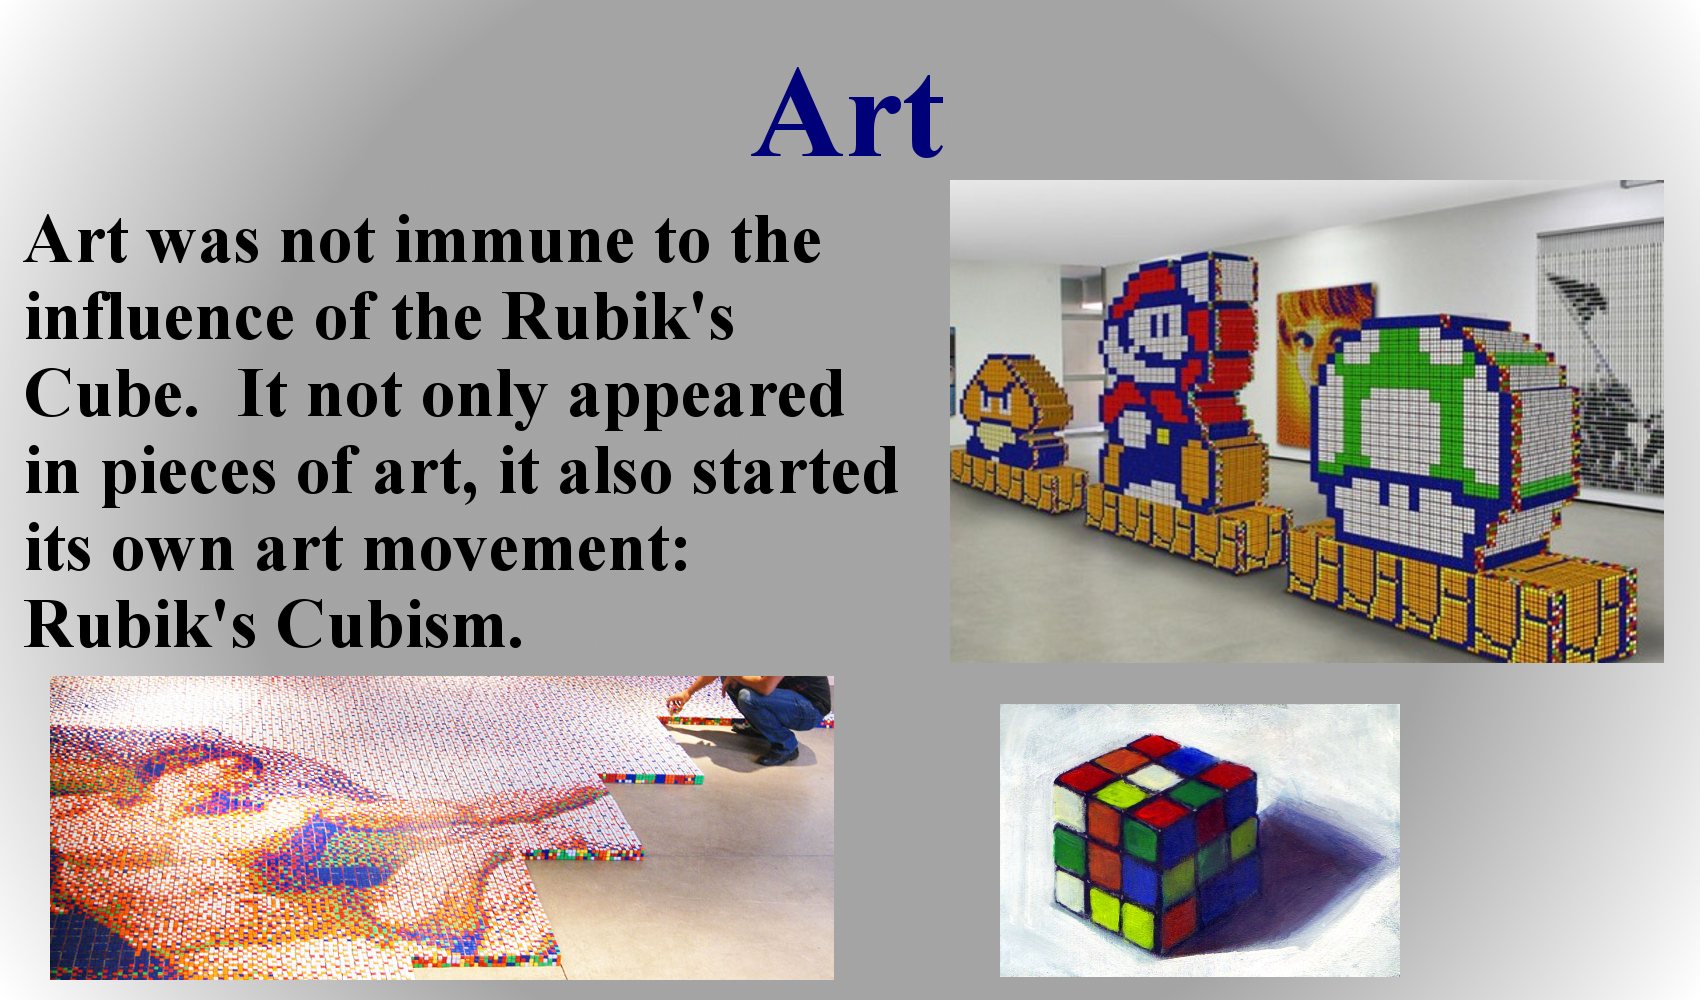 Art
Art was not immune to the
influence of the Rubik's
Cube.  It not only appeared
in pieces of art, it also started
its own art movement:
Rubik's Cubism.